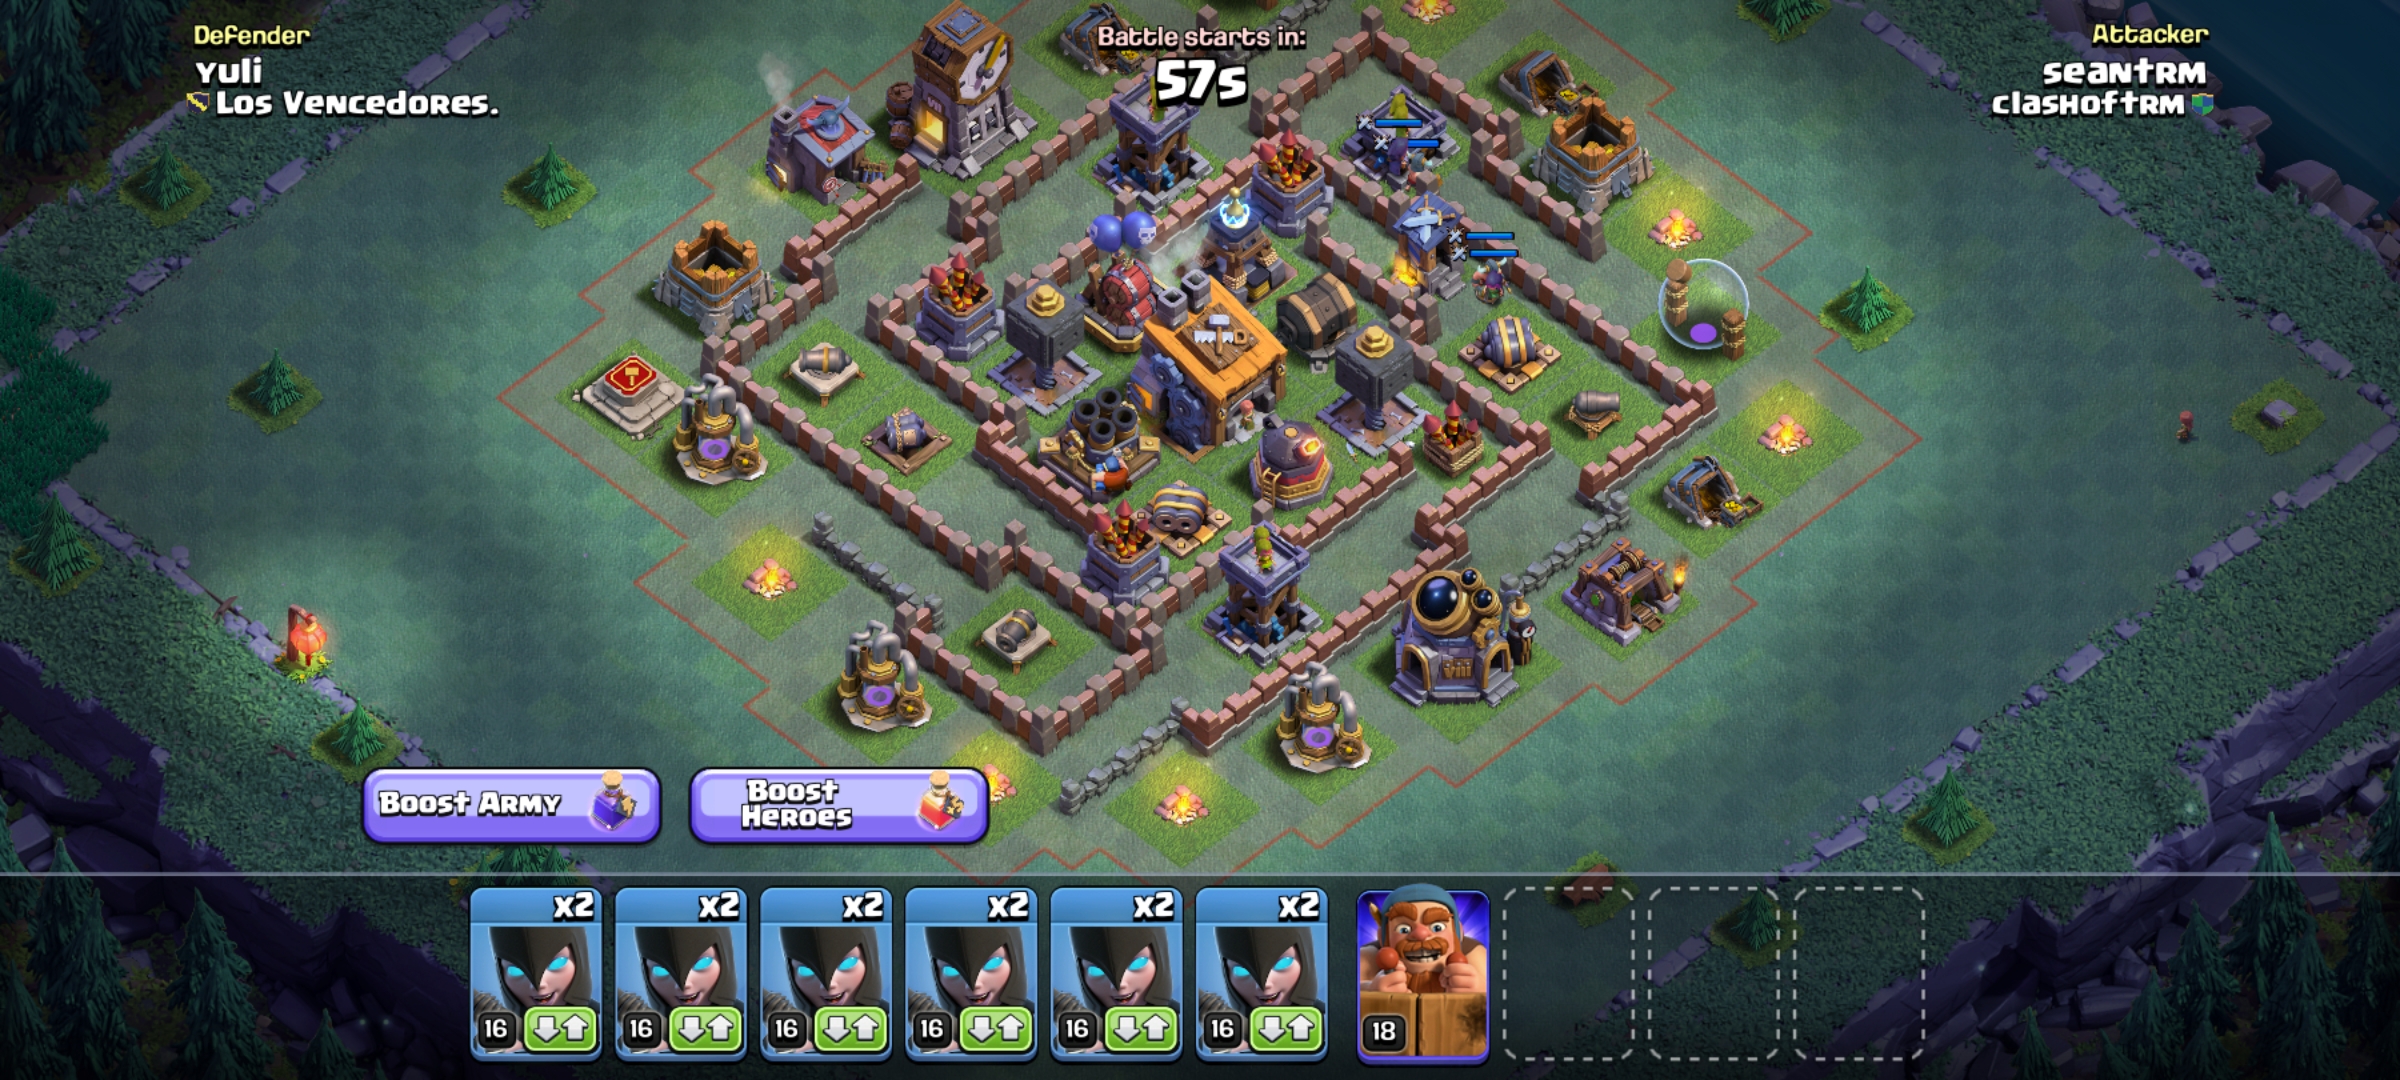 Defender
Yuli
Los Vencedores.
Battle starts in:
57s
Attacker
seantRM
clashoftRM
VIII
Boost Army
Boost
Heroes
x2
x2
x2
x2
x2
x2
16
16
16
16
16
16
18